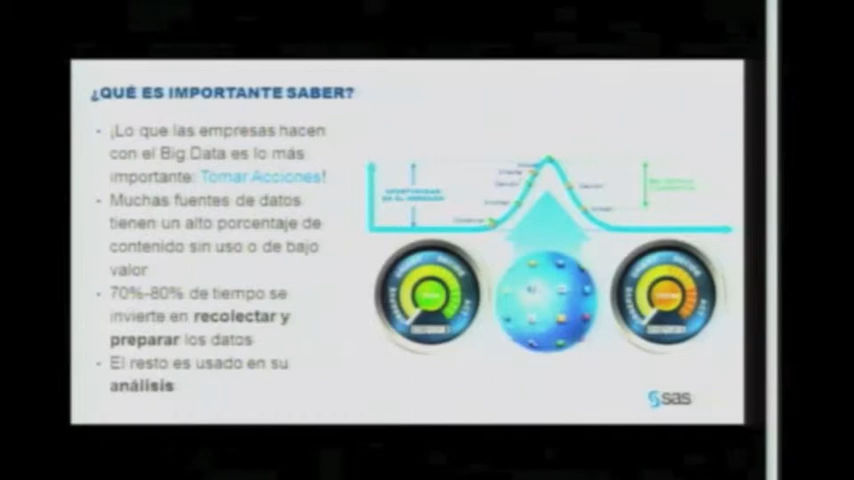 ¿QUÉ ES IMPORTANTE SABER?
¡Lo que las empresas hacen
con el Big Data es lo más
importante: Tomar Acciones!
Muchas fuentes de datos
tienen un alto porcentaje de
contenido sin uso o de bajo
valor
70%-80% de tiempo se
invierte en recolectar y
preparar los datos
El resto es usado en su
análisis
sas